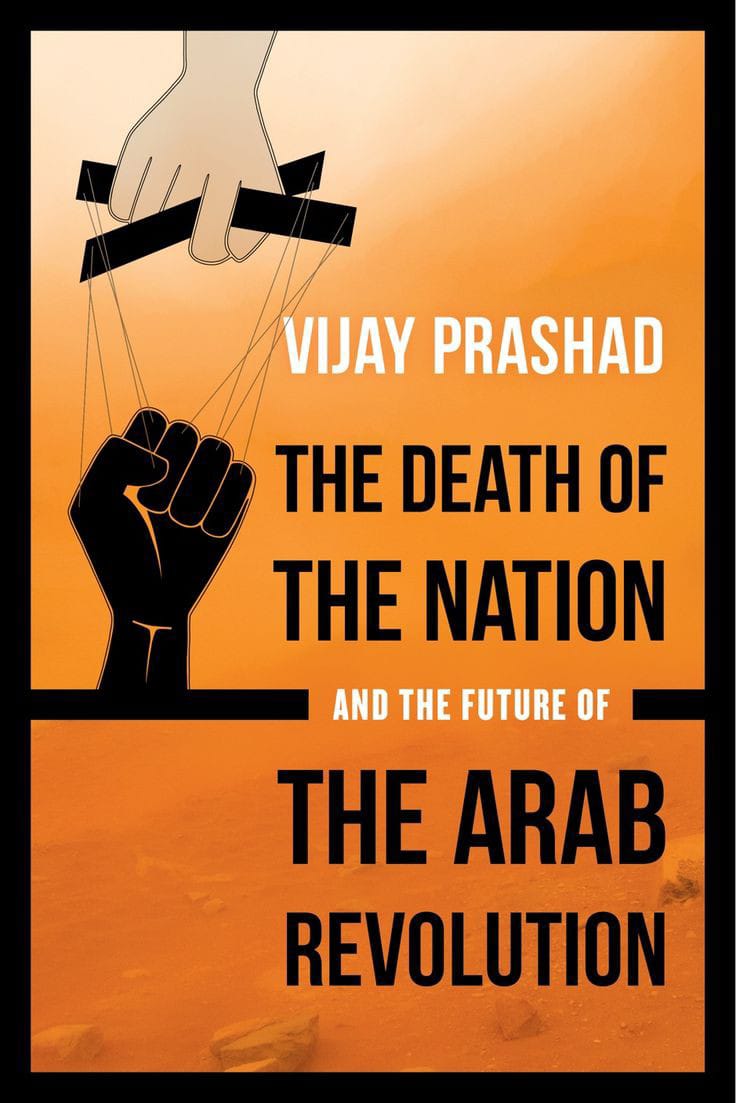 VIJAY PRASHAD
THE DEATH OF
THE NATION
AND THE FUTURE OF
THE ARAB
REVOLUTION